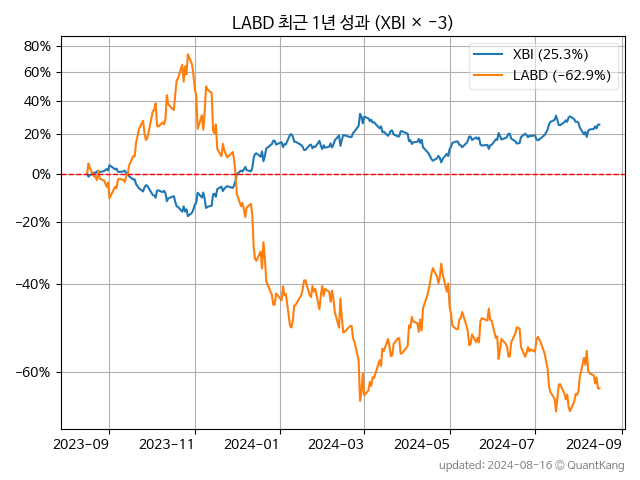 LABD 최근 1년 성과 (XBI × −3)
XBI (25.3%)
LABD (−62.9%)
80%
60%
40%
20%
0%
−20%
−40%
−60%
2023-09 2023-11 2024-01 2024-03 2024-05 2024-07 2024-09
updated: 2024-08-16 © QuantKang